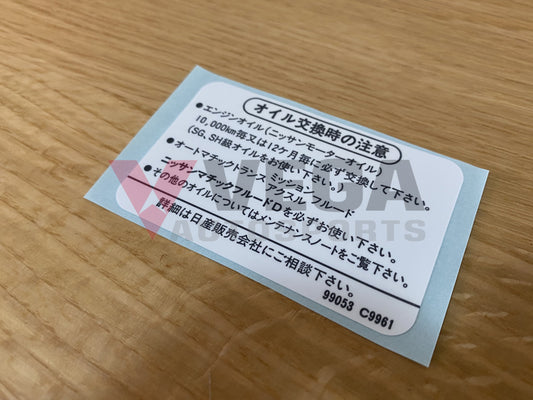 オイル交換時の注意
●エンジンオイル(ニッサンモーターオイル)
10,000km毎又は12ケ月毎に必ず交換して下さい。
(SG,SH級オイルをお使い下さい。)
●オートマチックトランスミッション
アクスル フルード
ニッサンマチックフルードDを必ずお使い下さい。
●その他のオイルについてはメンテナンスノートをご覧下さい。
詳細は日産販売会社にご相談下さい。
99053 C9961
VEGA
AUTOSPORTS